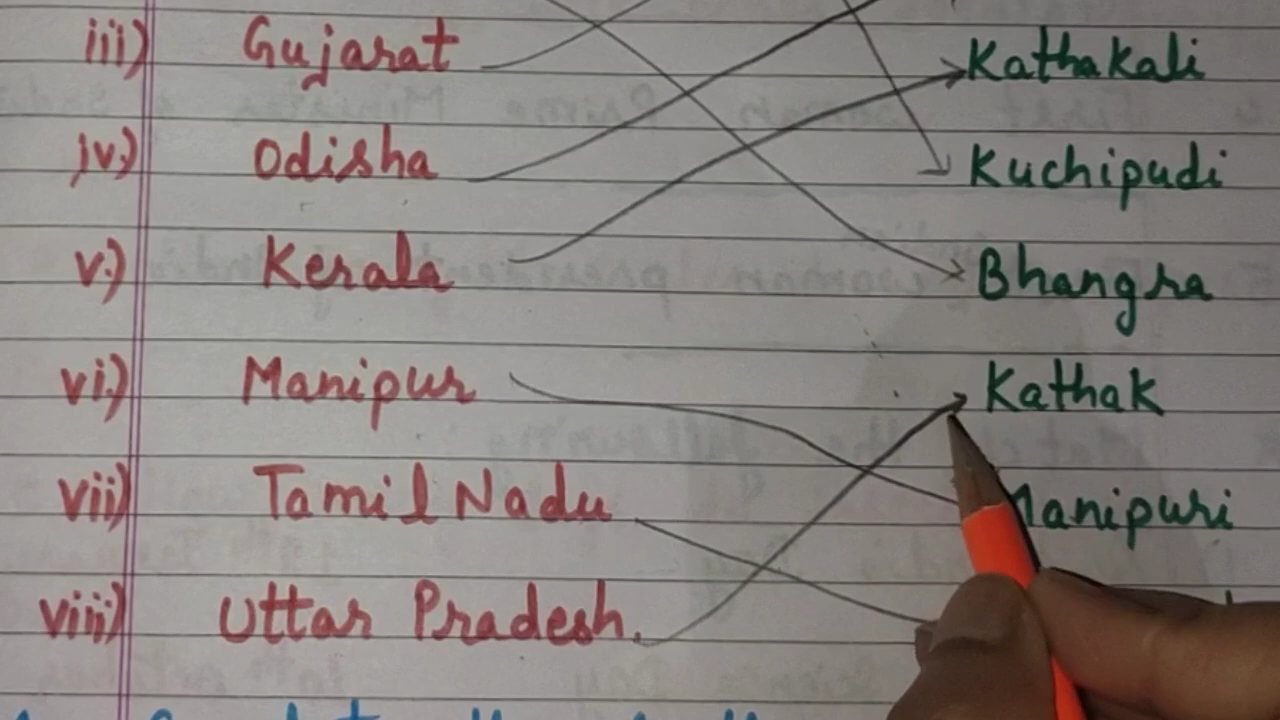 iii) Gujarat Kathakali
iv.) Odisha Kuchipudi
v.) Kerala Bhangra
vi.) Manipur Kathak
vii) Tamil Nadu Manipuri
viii) Uttar Pradesh.